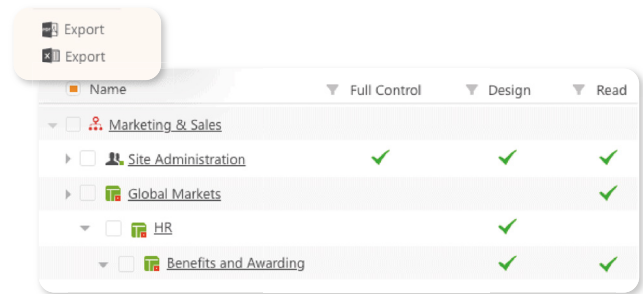 Export
Export
Name Full Control Design Read
Marketing & Sales
Site Administration
Global Markets
HR
Benefits and Awarding